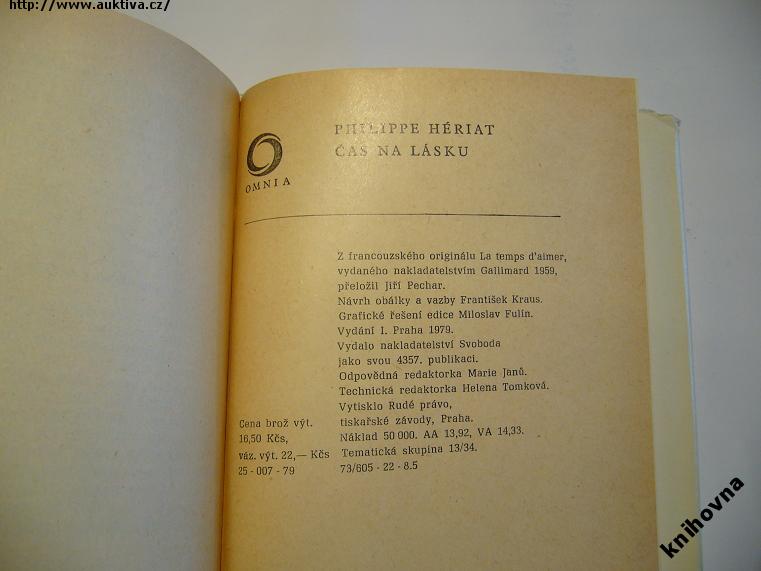 http://www.auktiva.cz/
PHILIPPE HÉRIAT
ČAS NA LÁSKU
OMNIA
Z francouzského originálu La temps d'aimer,
vydaného nakladatelstvím Gallimard 1959,
přeložil Jiří Pechar.
Návrh obálky a vazby František Kraus.
Grafické řešení edice Miloslav Fulín.
Vydání I. Praha 1979.
Vydalo nakladatelství Svoboda
jako svou 4357. publikaci.
Odpovědná redaktorka Marie Janů.
Technická redaktorka Helena Tomková.
Vytisklo Rudé právo,
tiskařské závody, Praha.
Náklad 50 000. AA 13,92, VA 14,33.
Tematická skupina 13/34.
73/605 - 22 - 8.5
Cena brož výt.
16,50 Kčs,
váz. výt. 22,— Kčs
25 - 007 - 79
knihovna